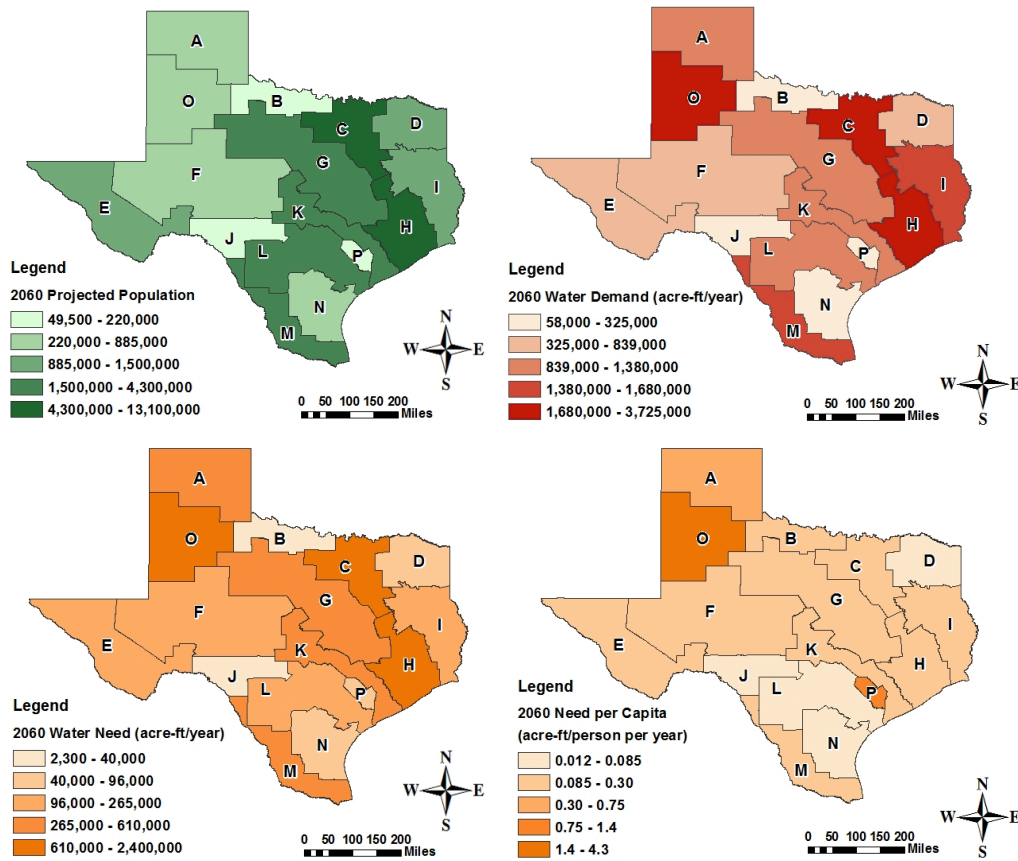 A
O
B
C
D
F
G
I
E
K
H
J
L
P
N
M
Legend
2060 Projected Population
49,500 - 220,000
220,000 - 885,000
885,000 - 1,500,000
1,500,000 - 4,300,000
4,300,000 - 13,100,000
N
W E
S
0 50 100 150 200
Miles
A
O
B
C
D
G
F
I
E
K
H
J
L
P
N
M
Legend
2060 Water Demand (acre-ft/year)
58,000 - 325,000
325,000 - 839,000
839,000 - 1,380,000
1,380,000 - 1,680,000
1,680,000 - 3,725,000
N
W E
S
0 50 100 150 200
Miles
A
O
B
C
D
G
F
I
E
K
H
J
L
P
N
M
Legend
2060 Water Need (acre-ft/year)
2,300 - 40,000
40,000 - 96,000
96,000 - 265,000
265,000 - 610,000
610,000 - 2,400,000
N
W E
S
0 50 100 150 200
Miles
A
O
B
C
D
G
F
I
E
K
H
J
L
P
N
M
Legend
2060 Need per Capita
(acre-ft/person per year)
0.012 - 0.085
0.085 - 0.30
0.30 - 0.75
0.75 - 1.4
1.4 - 4.3
N
W E
S
0 50 100 150 200
Miles